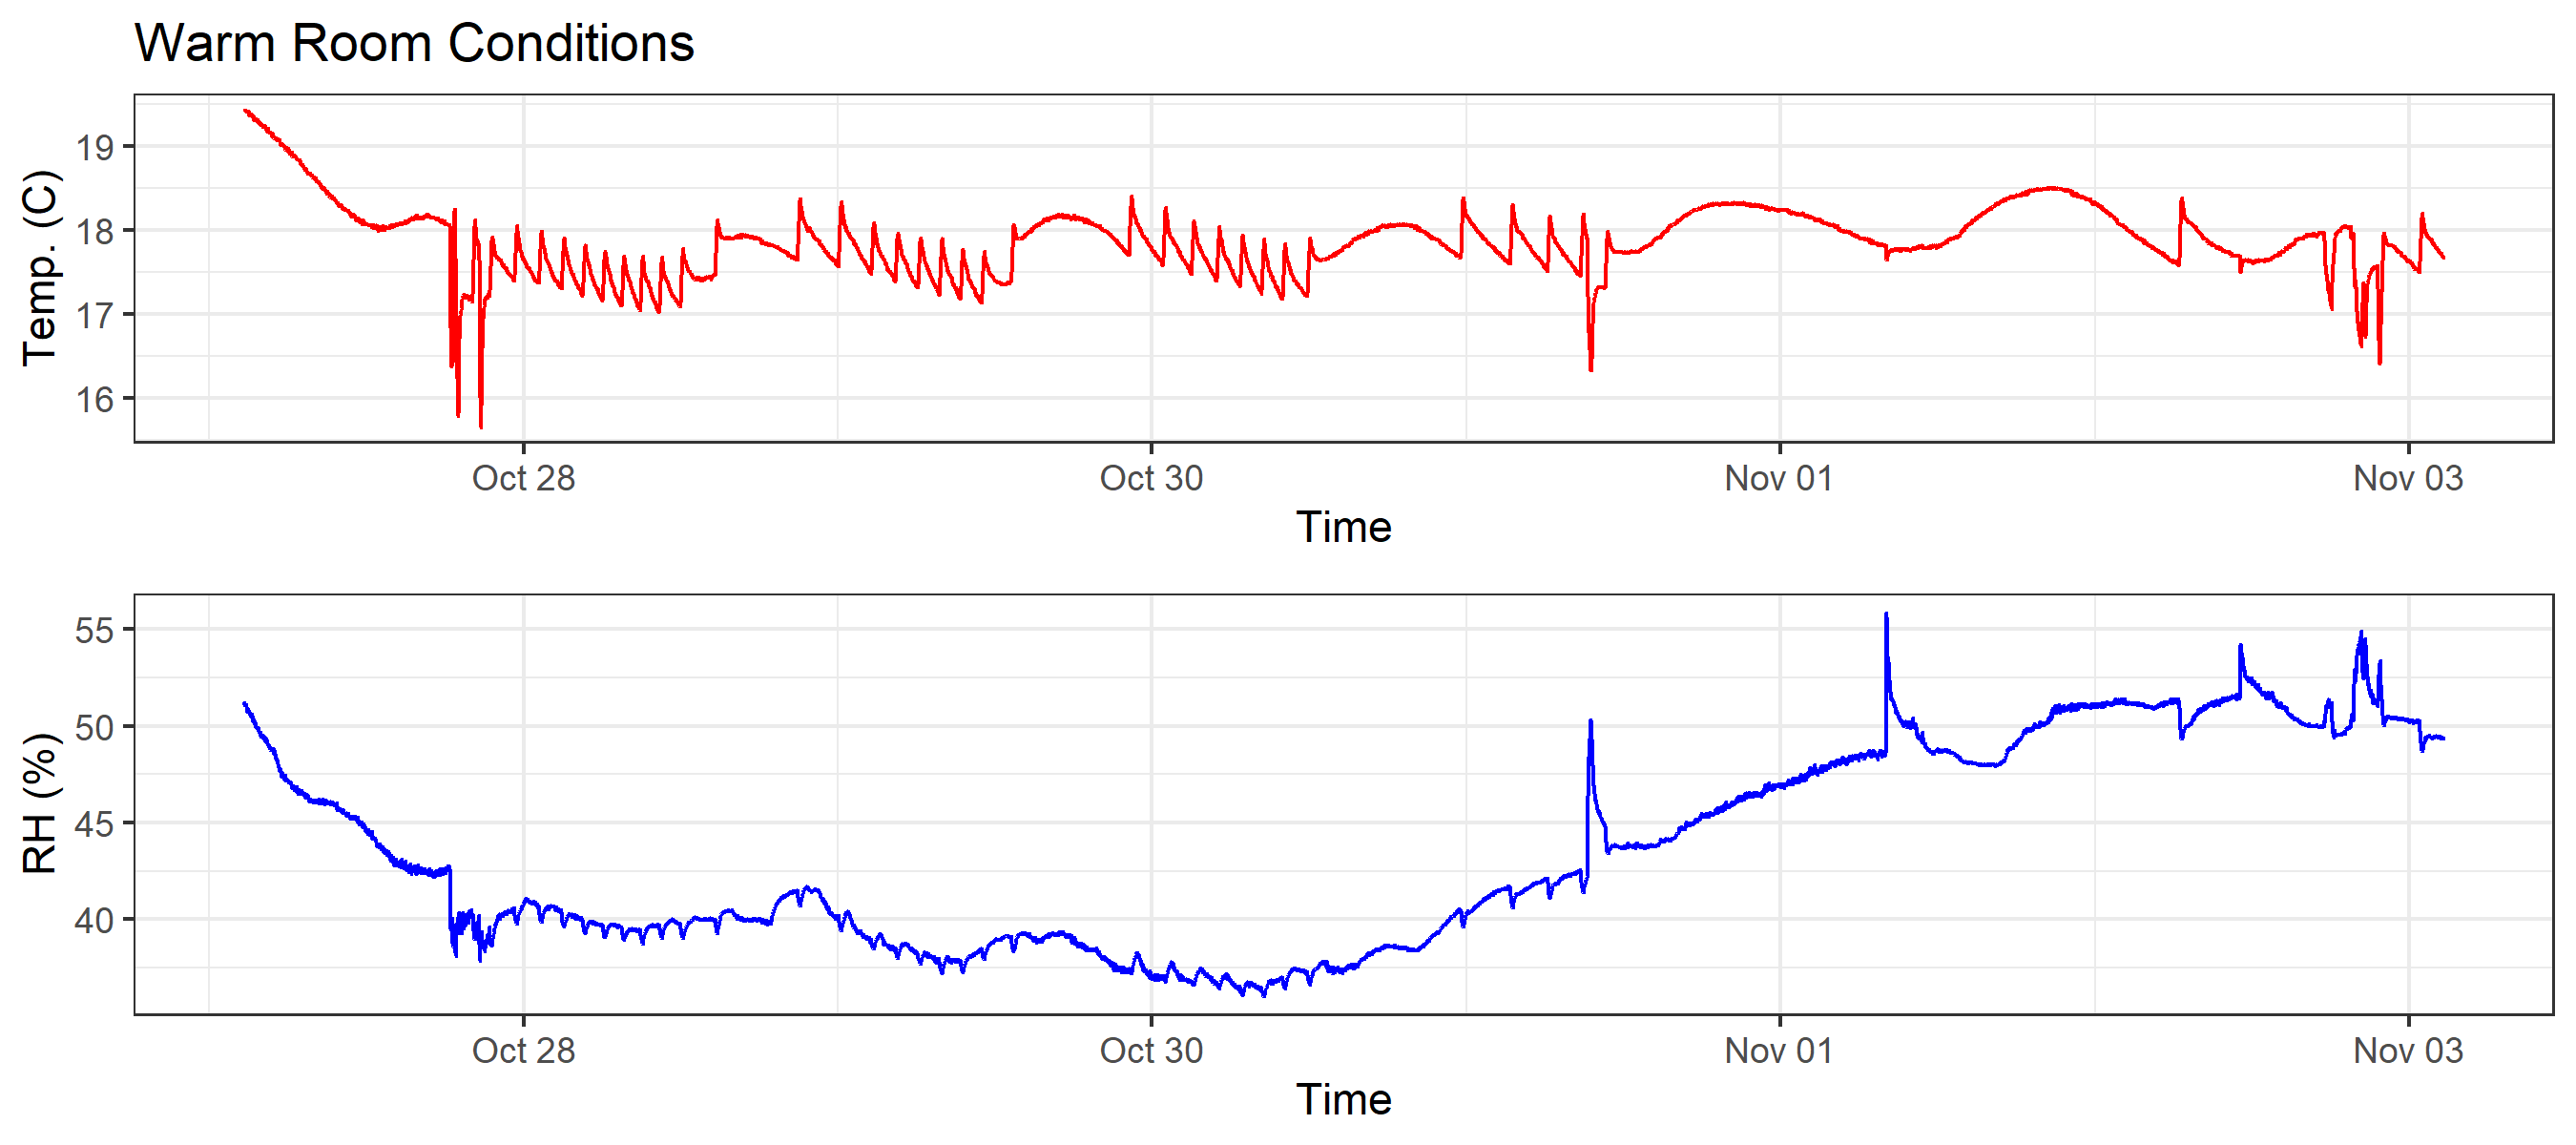 Warm Room Conditions
Temp. (C)
19
18
17
16
Oct 28 Oct 30 Nov 01 Nov 03
Time
RH (%)
55
50
45
40
Oct 28 Oct 30 Nov 01 Nov 03
Time